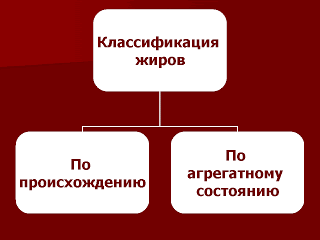 Классификация
жиров
По
происхождению
По
агрегатному
состоянию